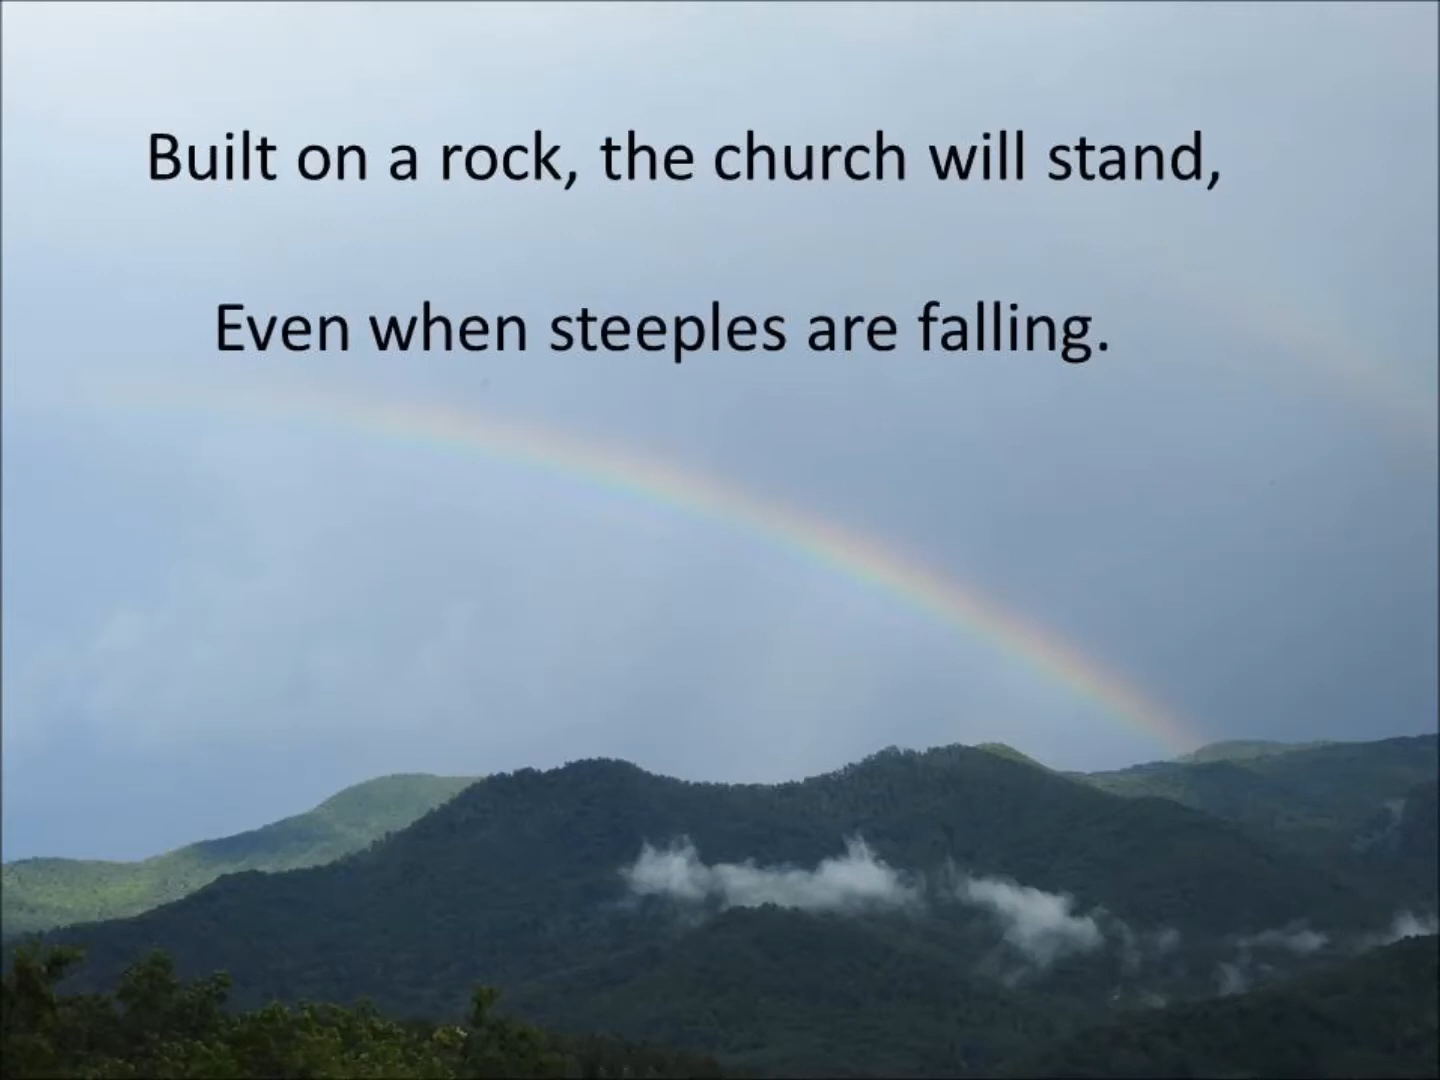 Built on a rock, the church will stand,
Even when steeples are falling.